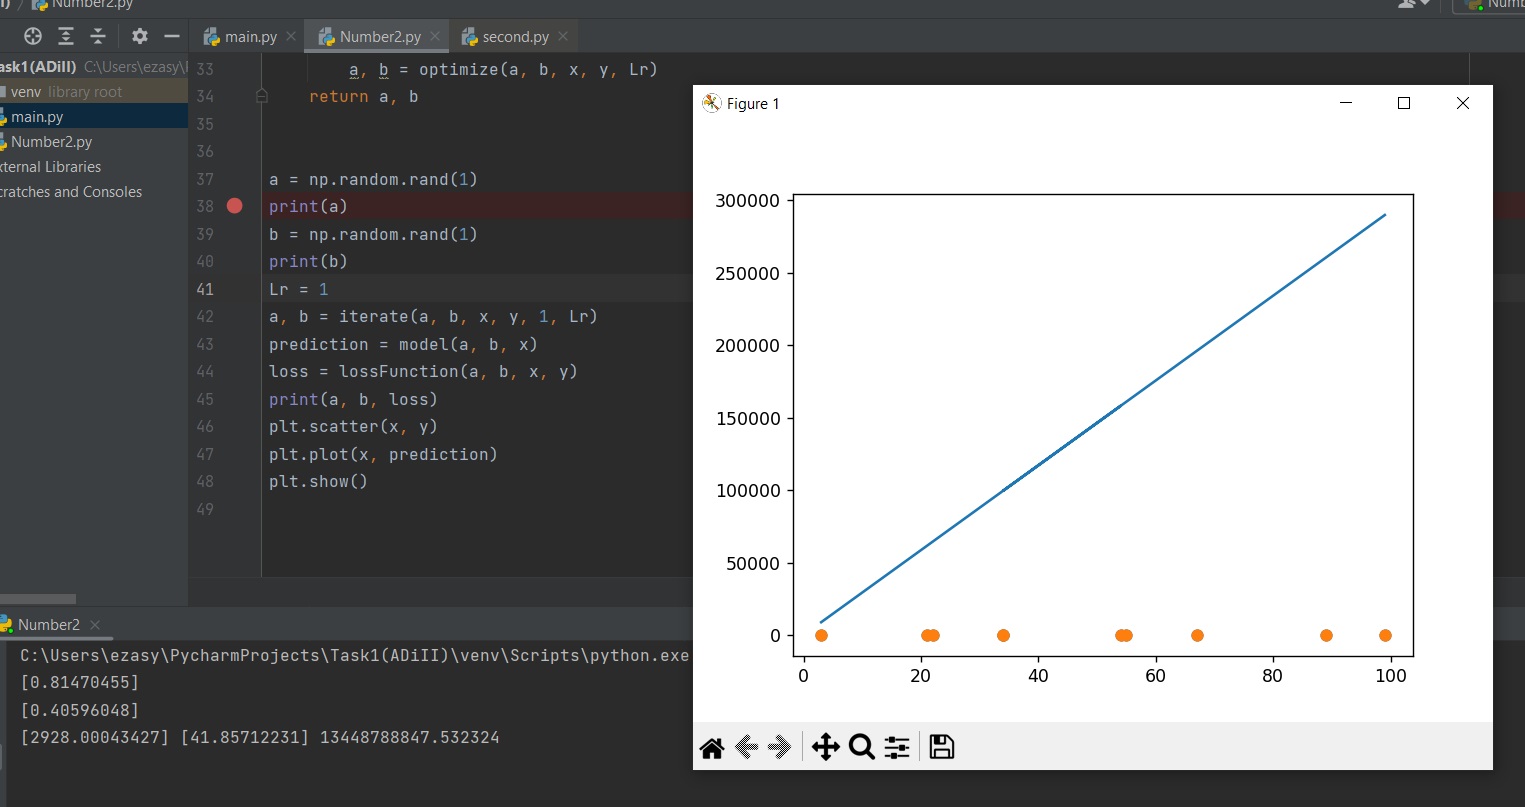 Number2.py
main.py
Number2.py
second.py
ask1(ADiII) C:\Users\ezasy\
venv library root
main.py
Number2.py
xternal Libraries
cratches and Consoles
33 a, b = optimize(a, b, x, y, Lr)
34 return a, b
35
36
37 a = np.random.rand(1)
38 print(a)
39 b = np.random.rand(1)
40 print(b)
41 Lr = 1
42 a, b = iterate(a, b, x, y, 1, Lr)
43 prediction = model(a, b, x)
44 loss = lossFunction(a, b, x, y)
45 print(a, b, loss)
46 plt.scatter(x, y)
47 plt.plot(x, prediction)
48 plt.show()
49
Figure 1
300000
250000
200000
150000
100000
50000
0
0 20 40 60 80 100
Number2
C:\Users\ezasy\PycharmProjects\Task1(ADiII)\venv\Scripts\python.exe
[0.81470455]
[0.40596048]
[2928.00043427] [41.85712231] 13448788847.532324